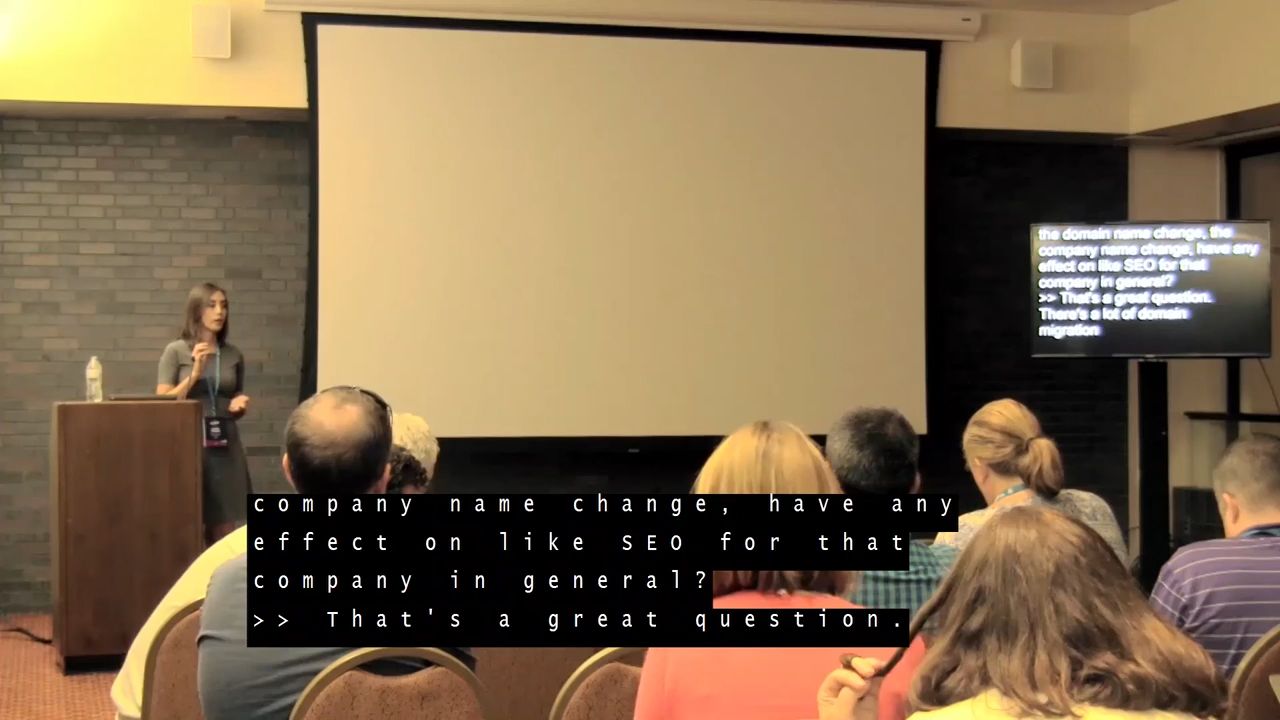 the domain name change, the
company name change, have any
effect on like SEO for that
company in general?
>> That's a great question.
There's a lot of domain
migration
company name change, have any
effect on like SEO for that
company in general?
>> That's a great question.